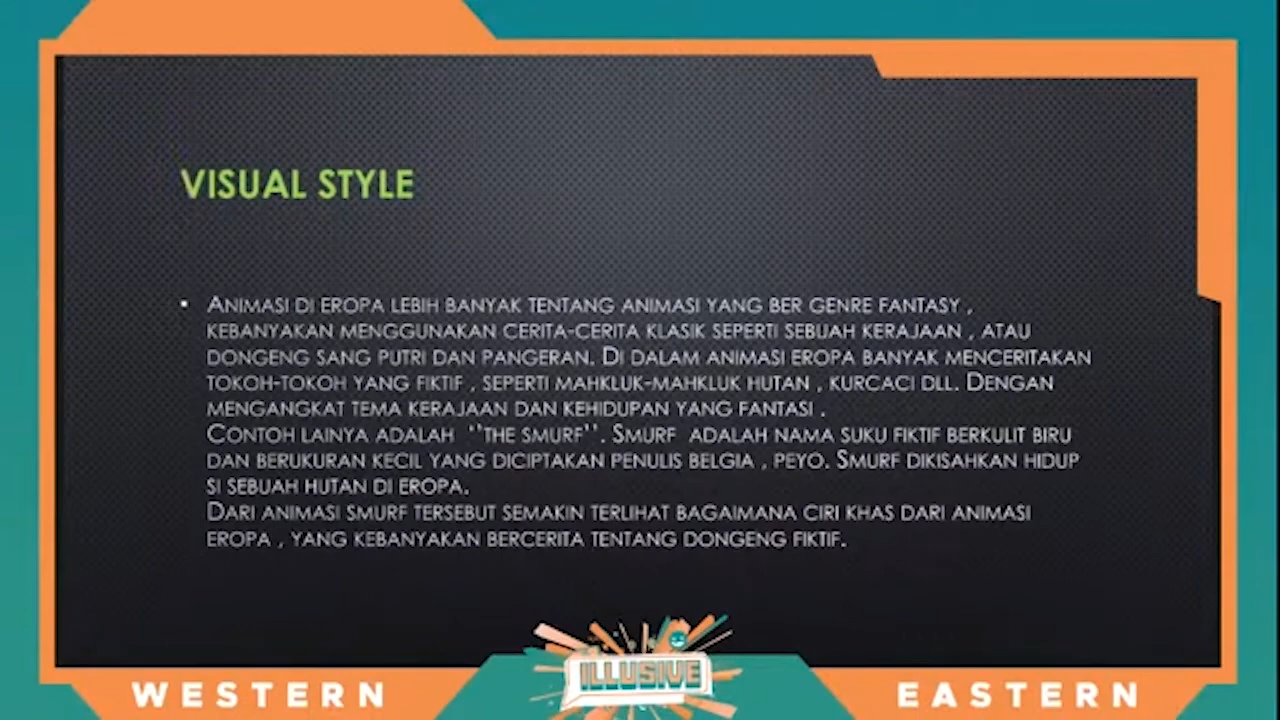 VISUAL STYLE
• ANIMASI DI EROPA LEBIH BANYAK TENTANG ANIMASI YANG BER GENRE FANTASY ,
KEBANYAKAN MENGGUNAKAN CERITA-CERITA KLASIK SEPERTI SEBUAH KERAJAAN , ATAU
DONGENG SANG PUTRI DAN PANGERAN. DI DALAM ANIMASI EROPA BANYAK MENCERITAKAN
TOKOH-TOKOH YANG FIKTIF , SEPERTI MAHKLUK-MAHKLUK HUTAN , KURCACI DLL. DENGAN
MENGANGKAT TEMA KERAJAAN DAN KEHIDUPAN YANG FANTASI .
CONTOH LAINYA ADALAH ''THE SMURF''. SMURF ADALAH NAMA SUKU FIKTIF BERKULIT BIRU
DAN BERUKURAN KECIL YANG DICIPTAKAN PENULIS BELGIA , PEYO. SMURF DIKISAHKAN HIDUP
SI SEBUAH HUTAN DI EROPA.
DARI ANIMASI SMURF TERSEBUT SEMAKIN TERLIHAT BAGAIMANA CIRI KHAS DARI ANIMASI
EROPA , YANG KEBANYAKAN BERCERITA TENTANG DONGENG FIKTIF.
ILLUSIVE
WESTERN
EASTERN